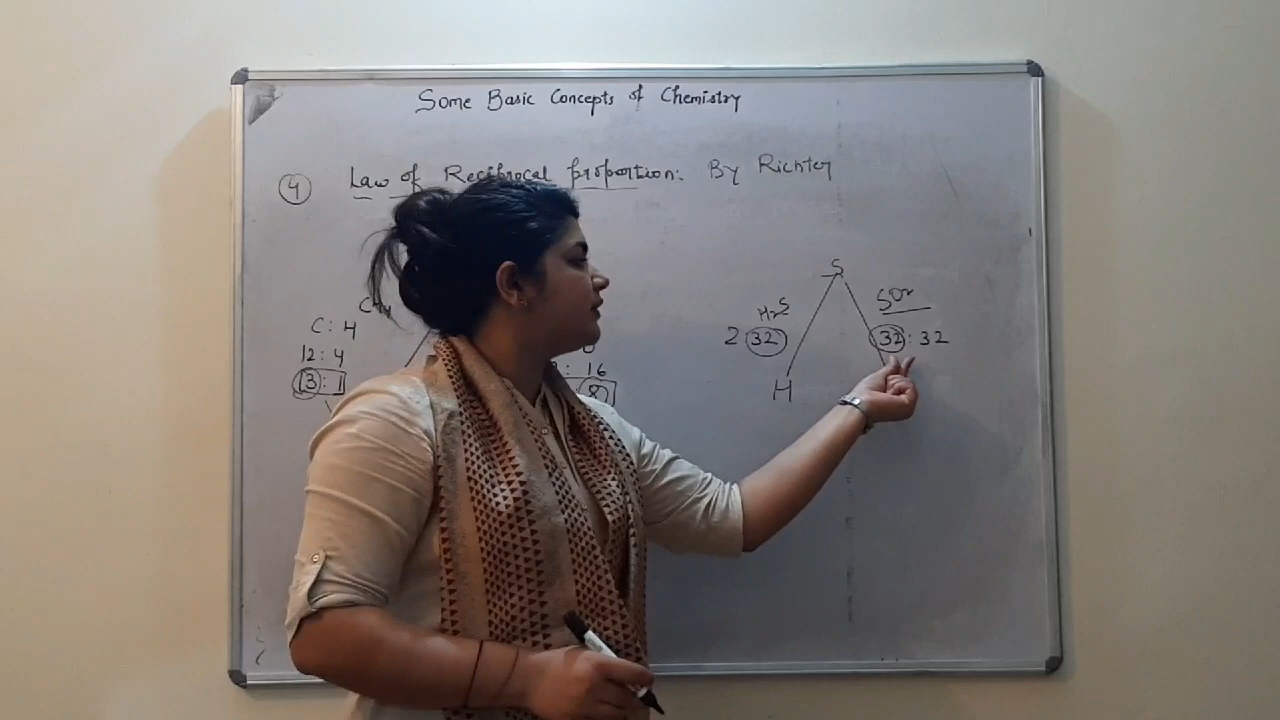 Some Basic Concepts of Chemistry
4 Law of Reciprocal proportion: By Richter
C: 4
12: 4
3: 1
: 16
8
S
H2S
2:32
H
SO2
32:32